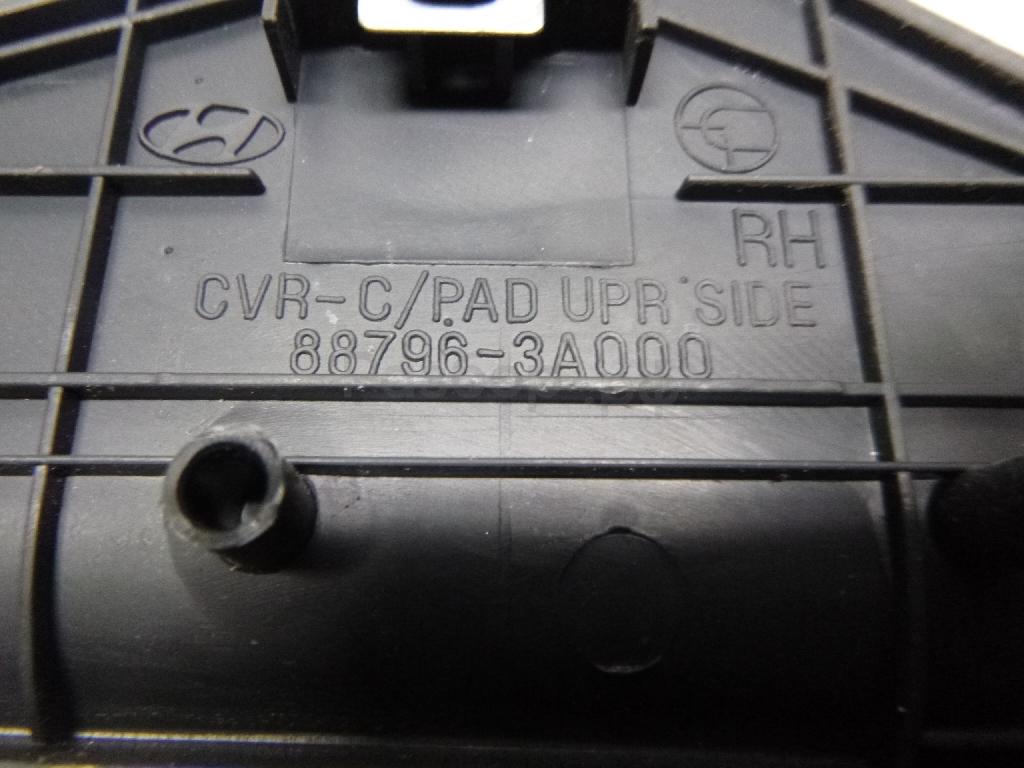 RH
CVR-C/PAD UPR SIDE
88796-3A000